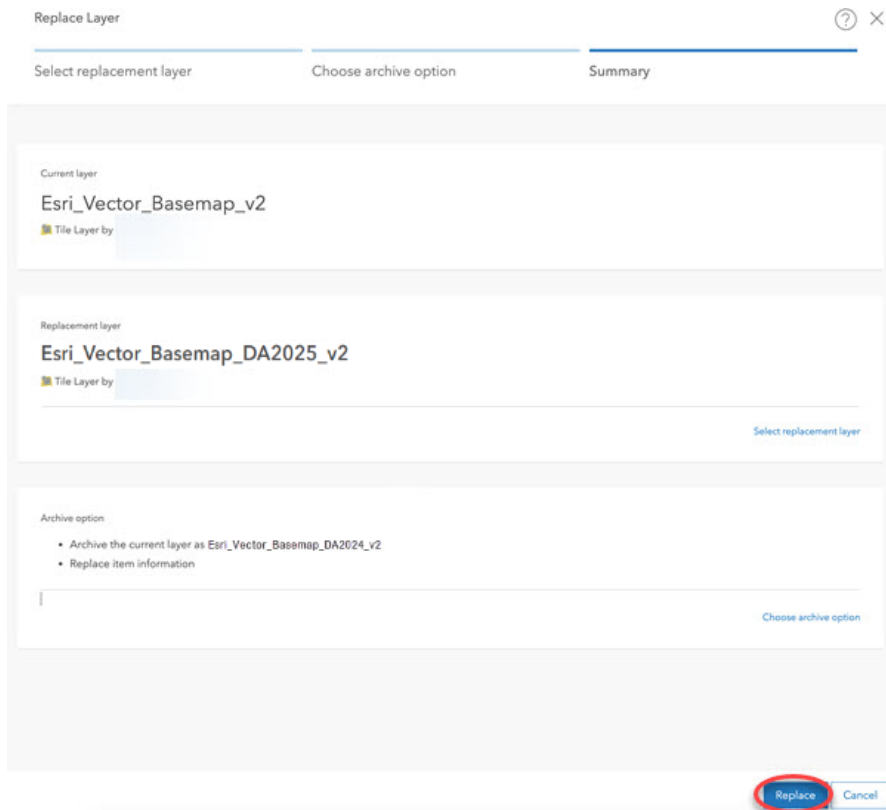 Replace Layer
Select replacement layer
Choose archive option
Summary
Current layer
Esri_Vector_Basemap_v2
Tile Layer by
Replacement layer
Esri_Vector_Basemap_DA2025_v2
Tile Layer by
Select replacement layer
Archive option
• Archive the current layer as Esri_Vector_Basemap_DA2024_v2
• Replace item information
Choose archive option
Replace
Cancel